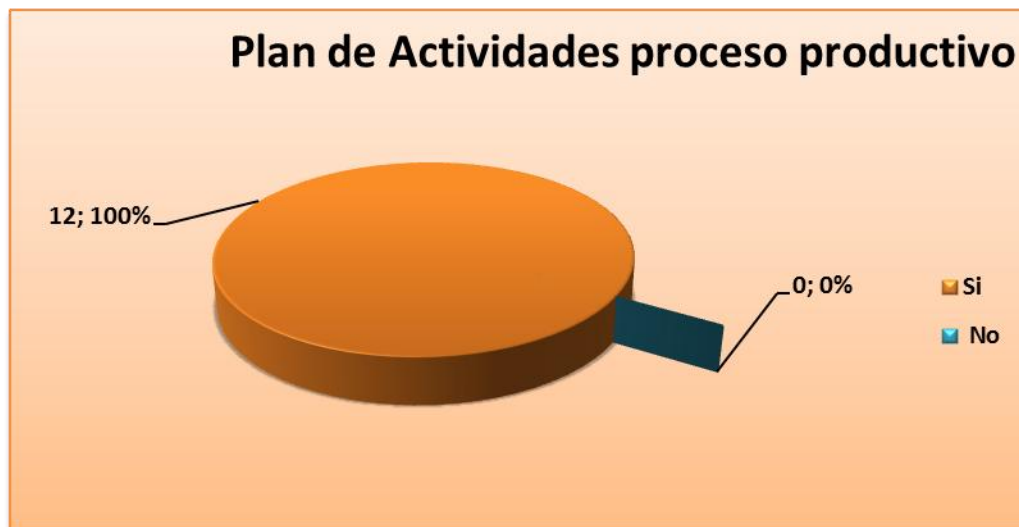 Plan de Actividades proceso productivo
12; 100%
0; 0%
Si
No